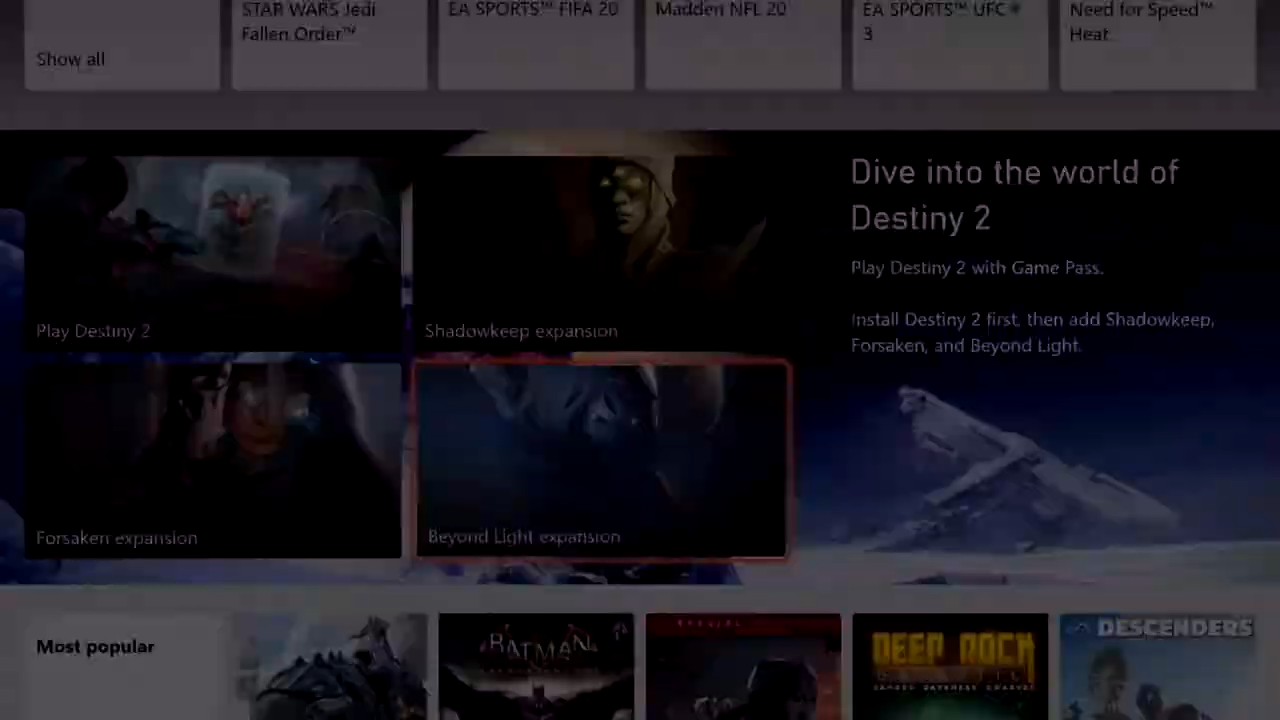 STAR WARS Jedi
Fallen Order™
EA SPORTS™ FIFA 20
Madden NFL 20
EA SPORTS™ UFC®
3
Need for Speed™
Heat
Show all
Dive into the world of
Destiny 2
Play Destiny 2 with Game Pass.
Install Destiny 2 first, then add Shadowkeep,
Forsaken, and Beyond Light.
Play Destiny 2
Shadowkeep expansion
Forsaken expansion
Beyond Light expansion
Most popular
BATMAN
DEEP ROCK
DESCENDERS